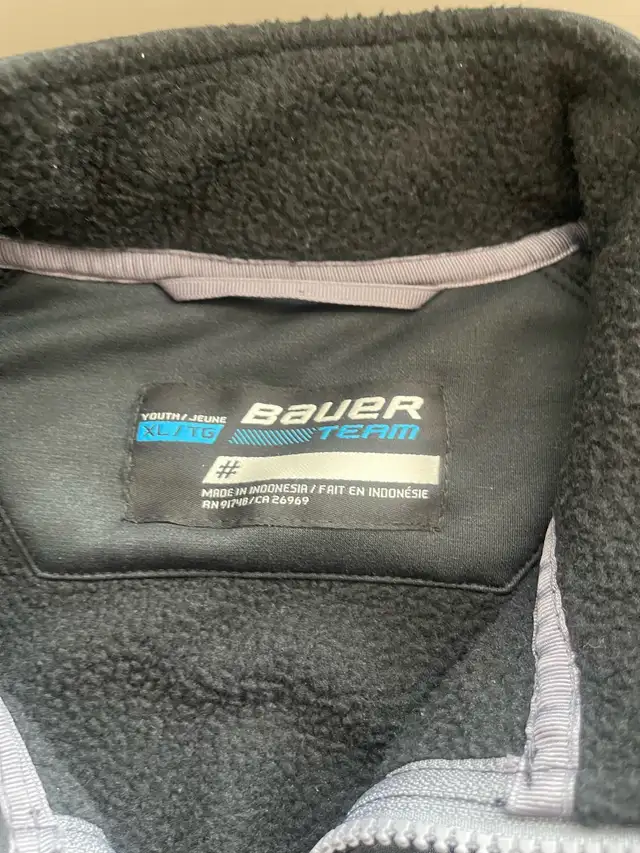 YOUTH / JEUNE
XL / TG
BAUER
TEAM
#
MADE IN INDONESIA / FAIT EN INDONÉSIE
RN 91748 / CA 26969